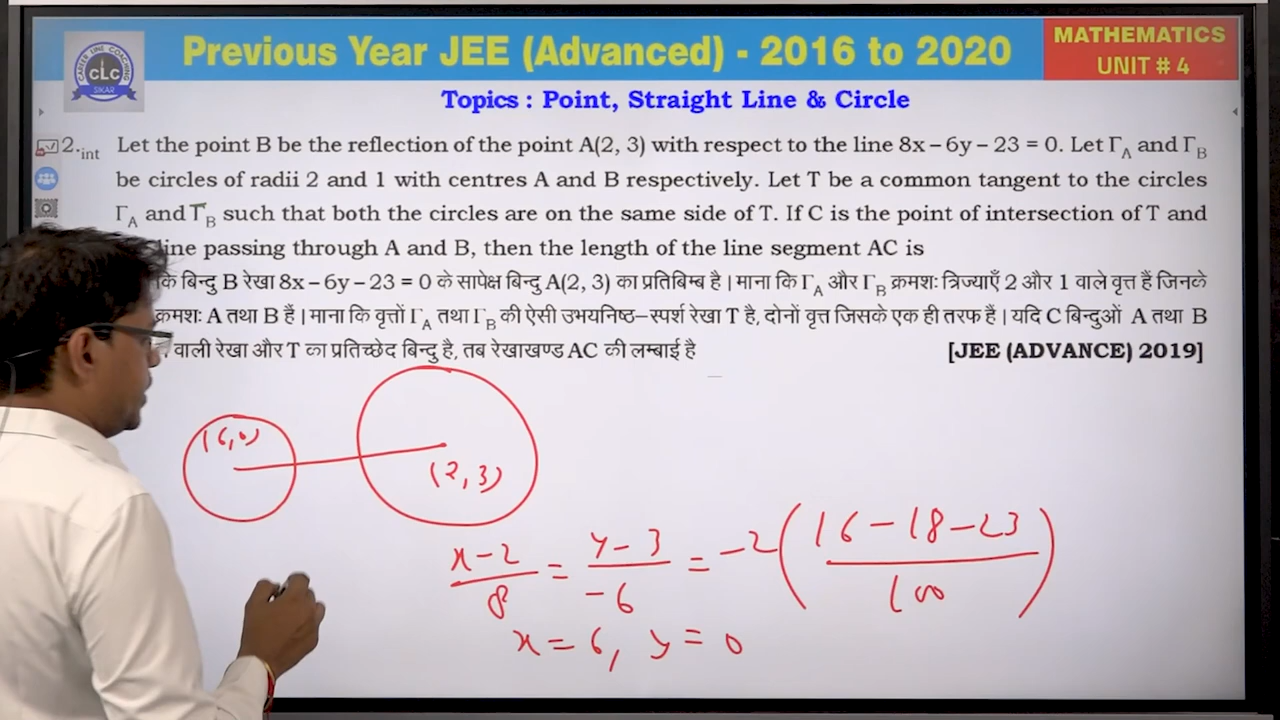 Previous Year JEE (Advanced) - 2016 to 2020
MATHEMATICS
UNIT # 4
CAREER LINE COACHING
CLC
SIKAR
Topics : Point, Straight Line & Circle
2.int Let the point B be the reflection of the point A(2, 3) with respect to the line 8x – 6y – 23 = 0. Let Γ_A and Γ_B
be circles of radii 2 and 1 with centres A and B respectively. Let T be a common tangent to the circles
Γ_A and Γ_B such that both the circles are on the same side of T. If C is the point of intersection of T and
line passing through A and B, then the length of the line segment AC is
कि बिन्दु B रेखा 8x – 6y – 23 = 0 के सापेक्ष बिन्दु A(2, 3) का प्रतिबिम्ब है। माना कि Γ_A और Γ_B क्रमशः त्रिज्याएँ 2 और 1 वाले वृत्त हैं जिनके
क्रमशः A तथा B हैं। माना कि वृत्तों Γ_A तथा Γ_B की ऐसी उभयनिष्ठ–स्पर्श रेखा T है, दोनों वृत्त जिसके एक ही तरफ हैं। यदि C बिन्दुओं A तथा B
वाली रेखा और T का प्रतिच्छेद बिन्दु है, तब रेखाखण्ड AC की लम्बाई है
[JEE (ADVANCE) 2019]
(6,0)
(2,3)
x-2/8 = y-3/-6 = -2(16-18-23/100)
x=6, y=0